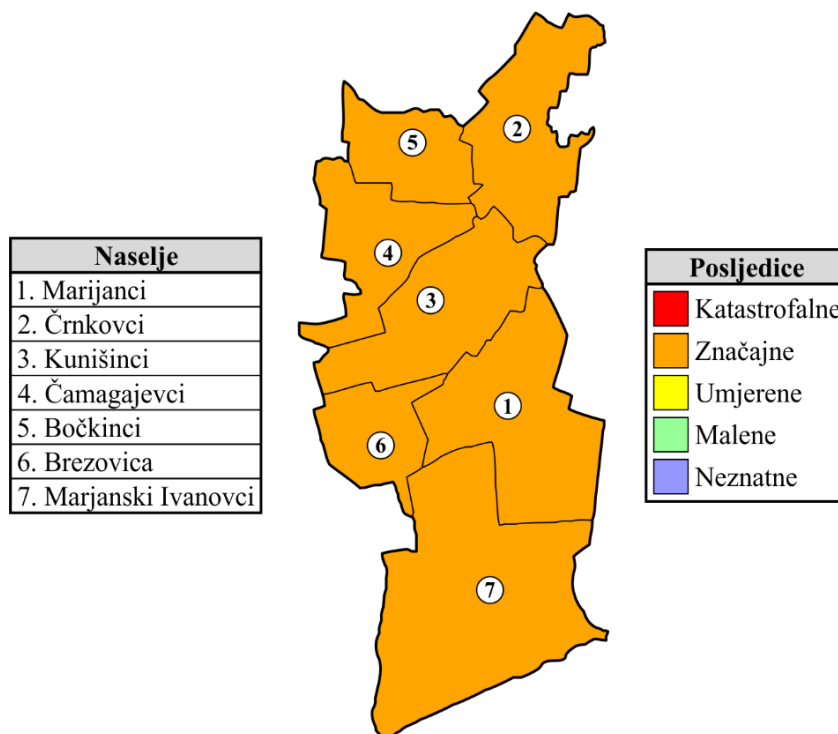 Naselje
1. Marijanci
2. Črnkovci
3. Kunišinci
4. Čamagajevci
5. Bočkinci
6. Brezovica
7. Marjanski Ivanovci
2
5
4
3
1
6
7
Posljedice
Katastrofalne
Značajne
Umjerene
Malene
Neznatne